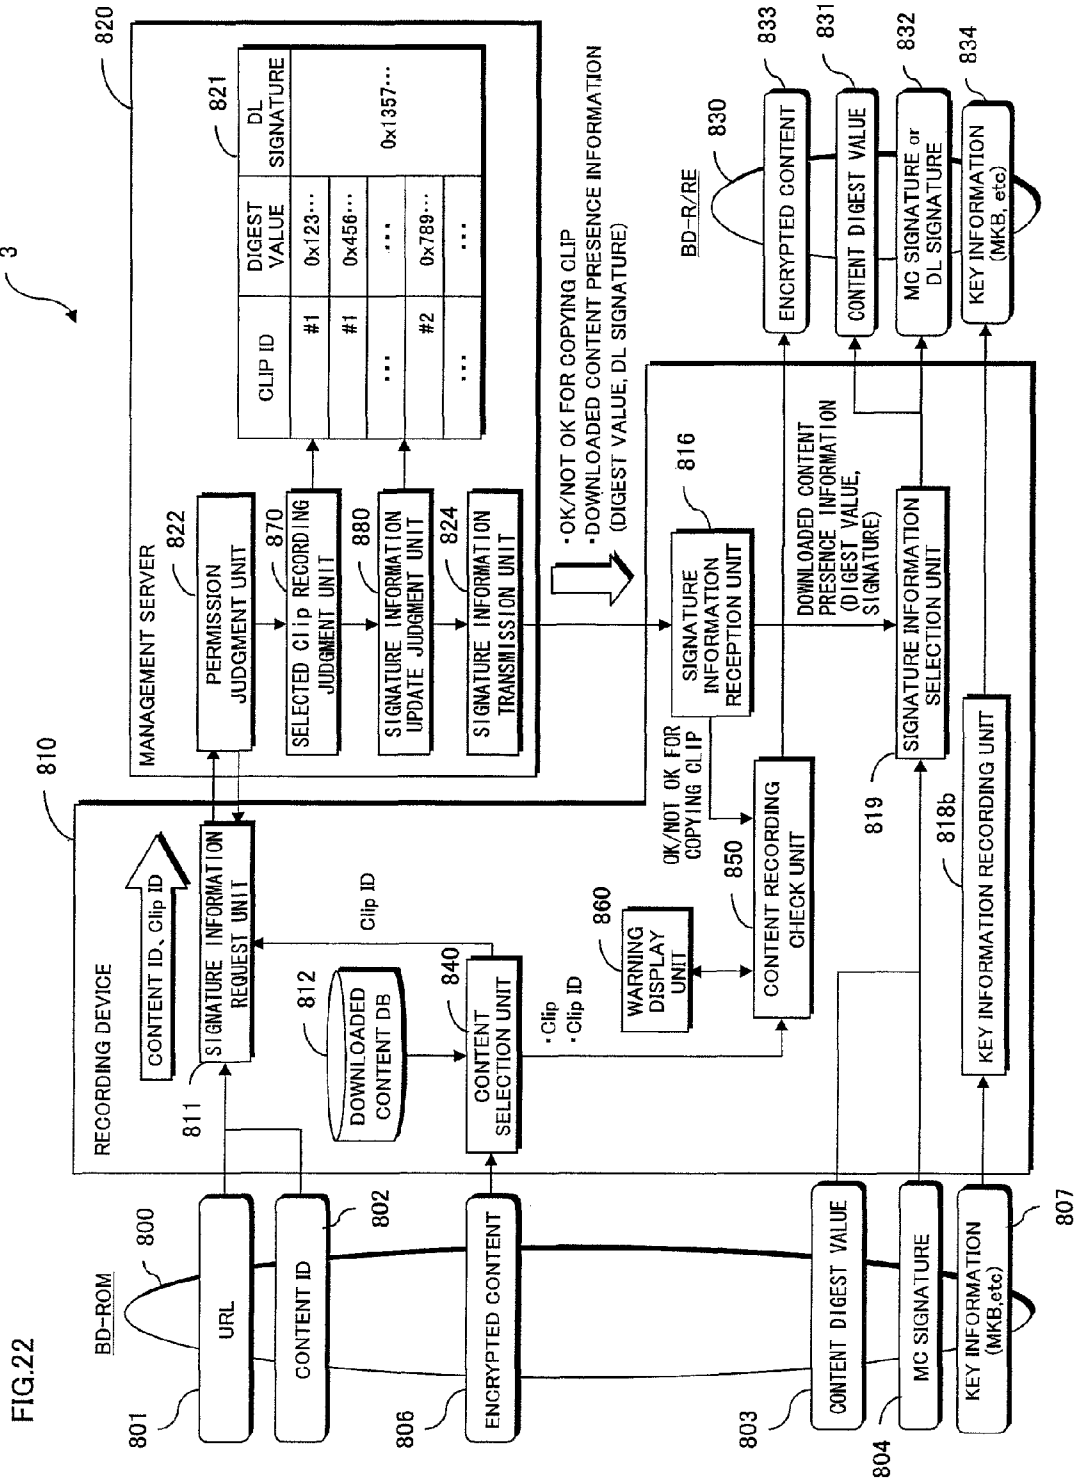 FIG.22
3
BD-ROM
800
801
URL
CONTENT ID
802
806
ENCRYPTED CONTENT
803
CONTENT DIGEST VALUE
804
MC SIGNATURE
KEY INFORMATION
(MKB,etc)
807
RECORDING DEVICE
810
CONTENT ID、Clip ID
811
SIGNATURE INFORMATION
REQUEST UNIT
812
DOWNLOADED
CONTENT DB
Clip ID
840
CONTENT
SELECTION UNIT
・Clip
・Clip ID
860
WARNING
DISPLAY
UNIT
OK/NOT OK FOR
COPYING CLIP
850
CONTENT RECORDING
CHECK UNIT
816
SIGNATURE
INFORMATION
RECEPTION UNIT
DOWNLOADED CONTENT
PRESENCE INFORMATION
(DIGEST VALUE,
SIGNATURE)
819
SIGNATURE INFORMATION
SELECTION UNIT
818b
KEY INFORMATION RECORDING UNIT
MANAGEMENT SERVER
820
822
PERMISSION
JUDGMENT UNIT
870
SELECTED Clip RECORDING
JUDGMENT UNIT
880
SIGNATURE INFORMATION
UPDATE JUDGMENT UNIT
824
SIGNATURE INFORMATION
TRANSMISSION UNIT
821
CLIP ID
DIGEST
VALUE
DL
SIGNATURE
#1
0x123・・・
0x1357・・・
#1
0x456・・・
・・・
・・・
#2
0x789・・・
・・・
・・・
・OK/NOT OK FOR COPYING CLIP
・DOWNLOADED CONTENT PRESENCE INFORMATION
(DIGEST VALUE, DL SIGNATURE)
BD-R/RE
830
833
ENCRYPTED CONTENT
831
CONTENT DIGEST VALUE
832
MC SIGNATURE or
DL SIGNATURE
834
KEY INFORMATION
(MKB, etc)